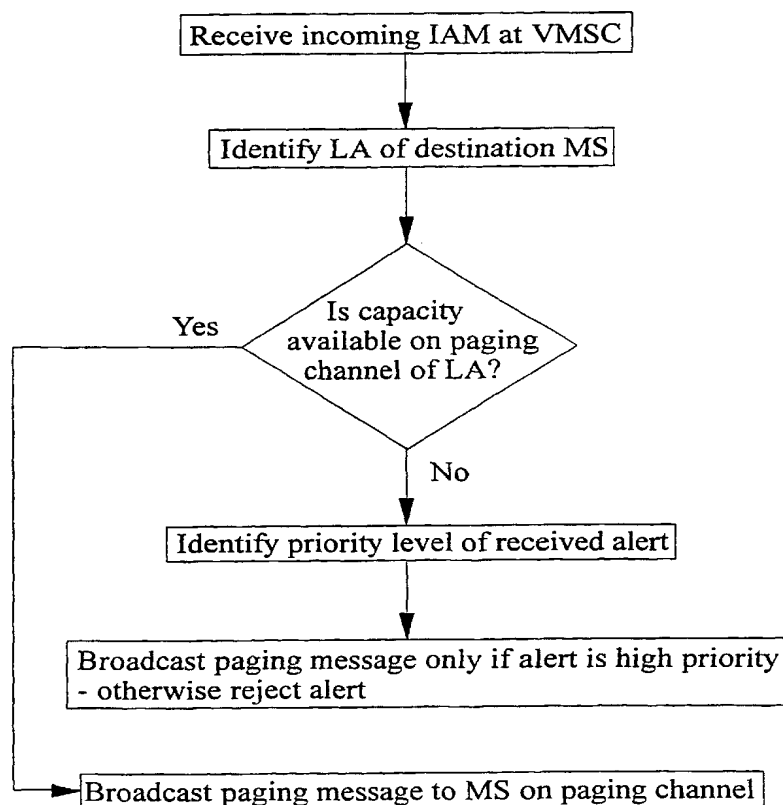 Receive incoming IAM at VMSC
Identify LA of destination MS
Is capacity
available on paging
channel of LA?
Yes
No
Identify priority level of received alert
Broadcast paging message only if alert is high priority
- otherwise reject alert
Broadcast paging message to MS on paging channel